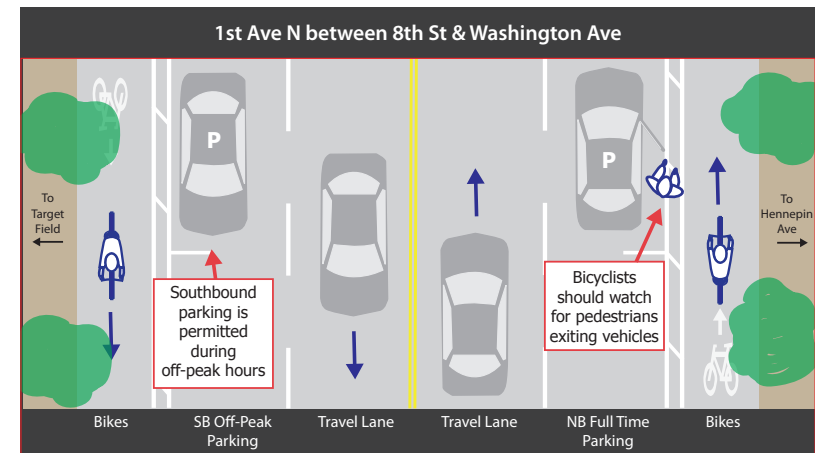 1st Ave N between 8th St & Washington Ave
P
P
To
Target
Field
To
Hennepin
Ave
Southbound
parking is
permitted
during
off-peak hours
Bicyclists
should watch
for pedestrians
exiting vehicles
Bikes
SB Off-Peak
Parking
Travel Lane
Travel Lane
NB Full Time
Parking
Bikes